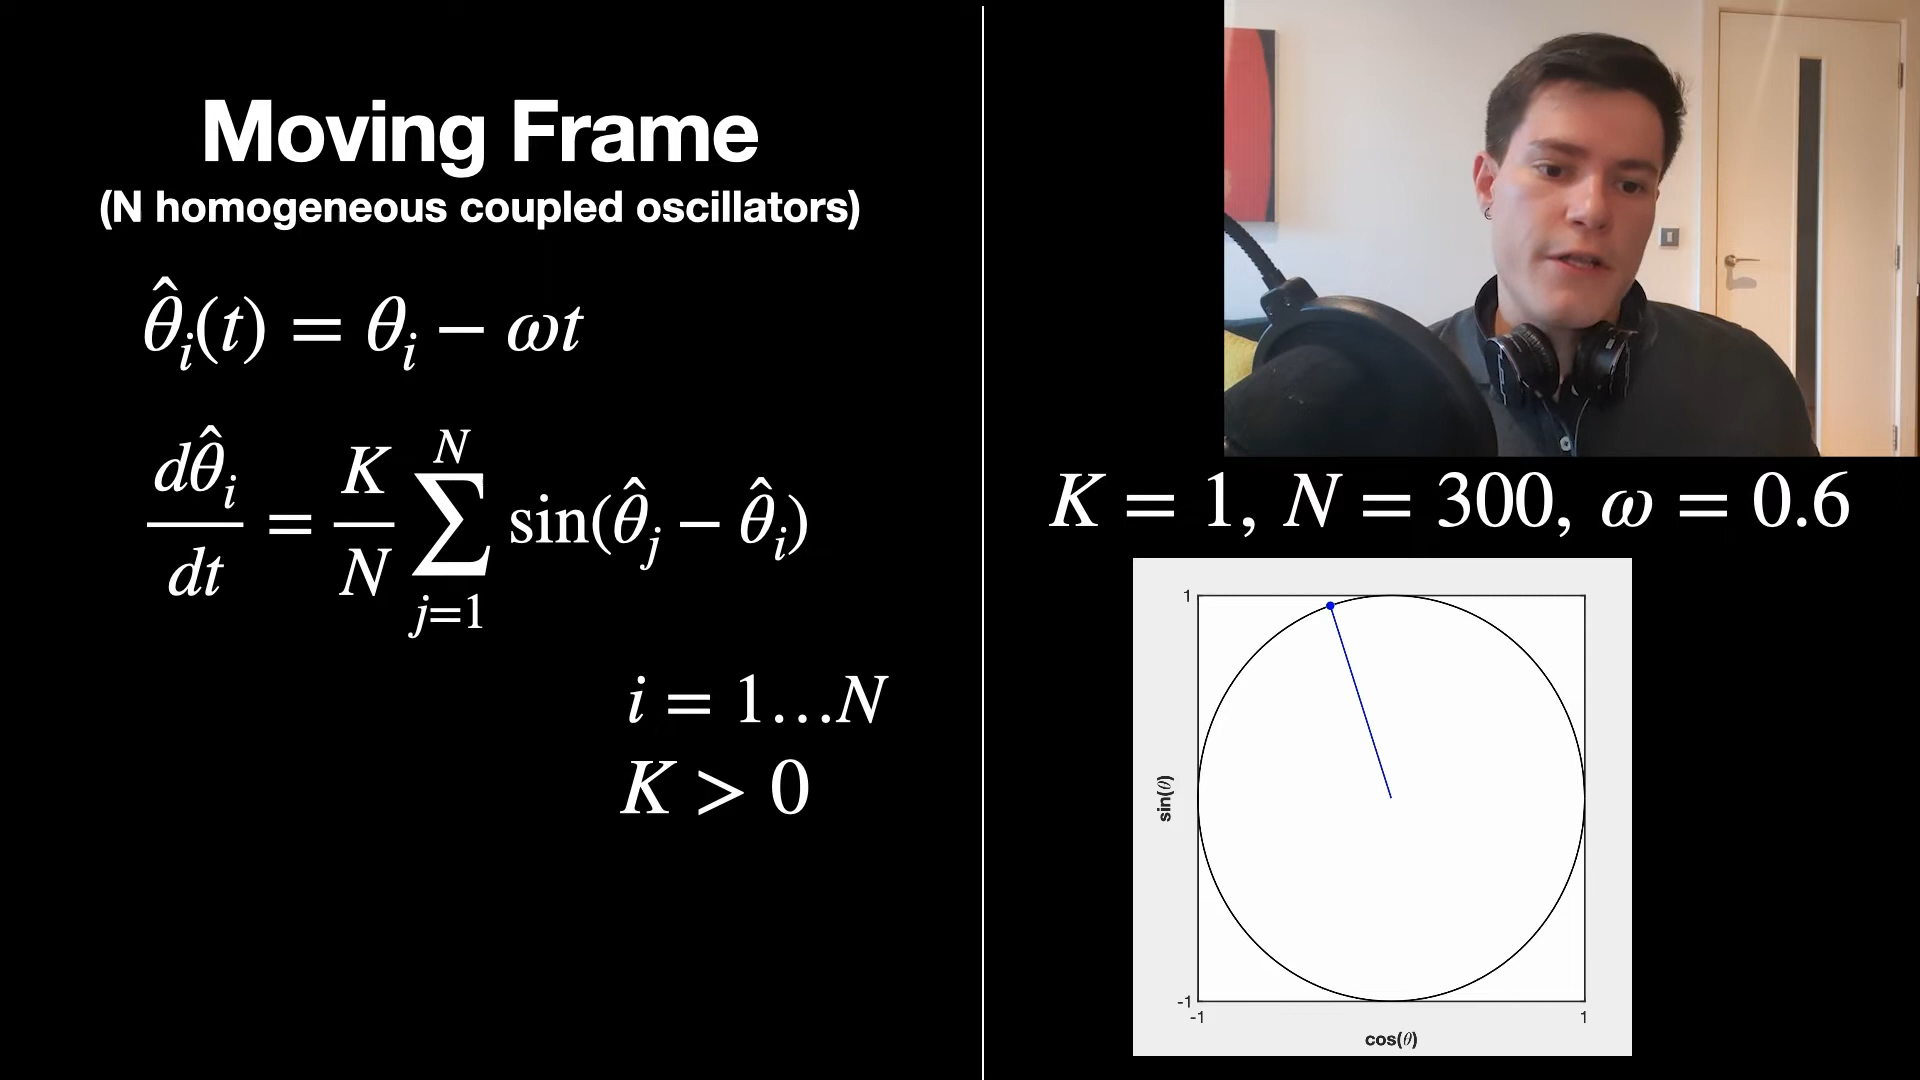 Moving Frame
(N homogeneous coupled oscillators)
θ̂ᵢ(t) = θᵢ − ωt
dθ̂ᵢ/dt = K/N ∑_{j=1}^{N} sin(θ̂ⱼ − θ̂ᵢ)
i = 1…N
K > 0
K = 1, N = 300, ω = 0.6
1
sin(θ)
-1
-1 1
cos(θ)